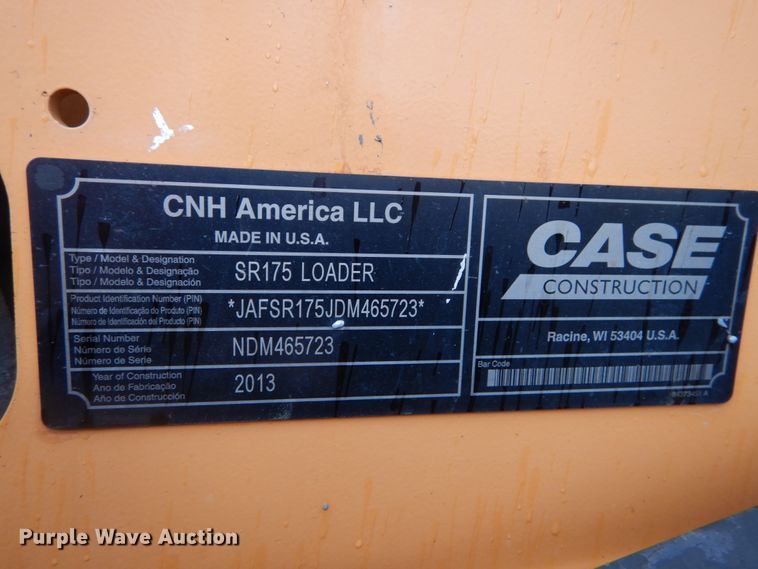 CNH America LLC
MADE IN U.S.A.
Type / Model & Designation
Tipo / Modelo & Designação
Tipo / Modelo & Designación
SR175 LOADER
Product Identification Number (PIN)
Número de Identificação do Produto (PIN)
Número de Identificación del Producto (PIN)
*JAFSR175JDM465723*
Serial Number
Número de Série
Número de Serie
NDM465723
Year of Construction
Ano de Fabricação
Año de Construcción
2013
CASE
CONSTRUCTION
Racine, WI 53404 U.S.A.
Bar Code
Purple Wave Auction